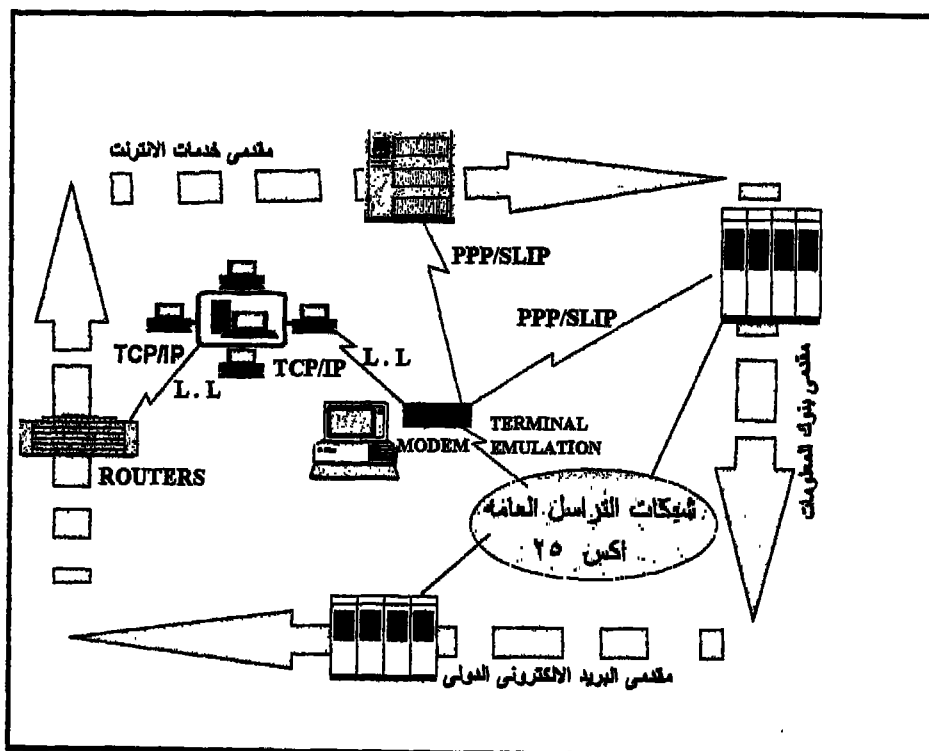 مقدمى خدمات الانترنت
PPP/SLIP
PPP/SLIP
TCP/IP
TCP/IP
L . L
L . L
مقدمى بنوك المعلومات
ROUTERS
MODEM
TERMINAL
EMULATION
شبكات التراسل العامه
اكس ٢٥
مقدمى البريد الالكترونى الدولى